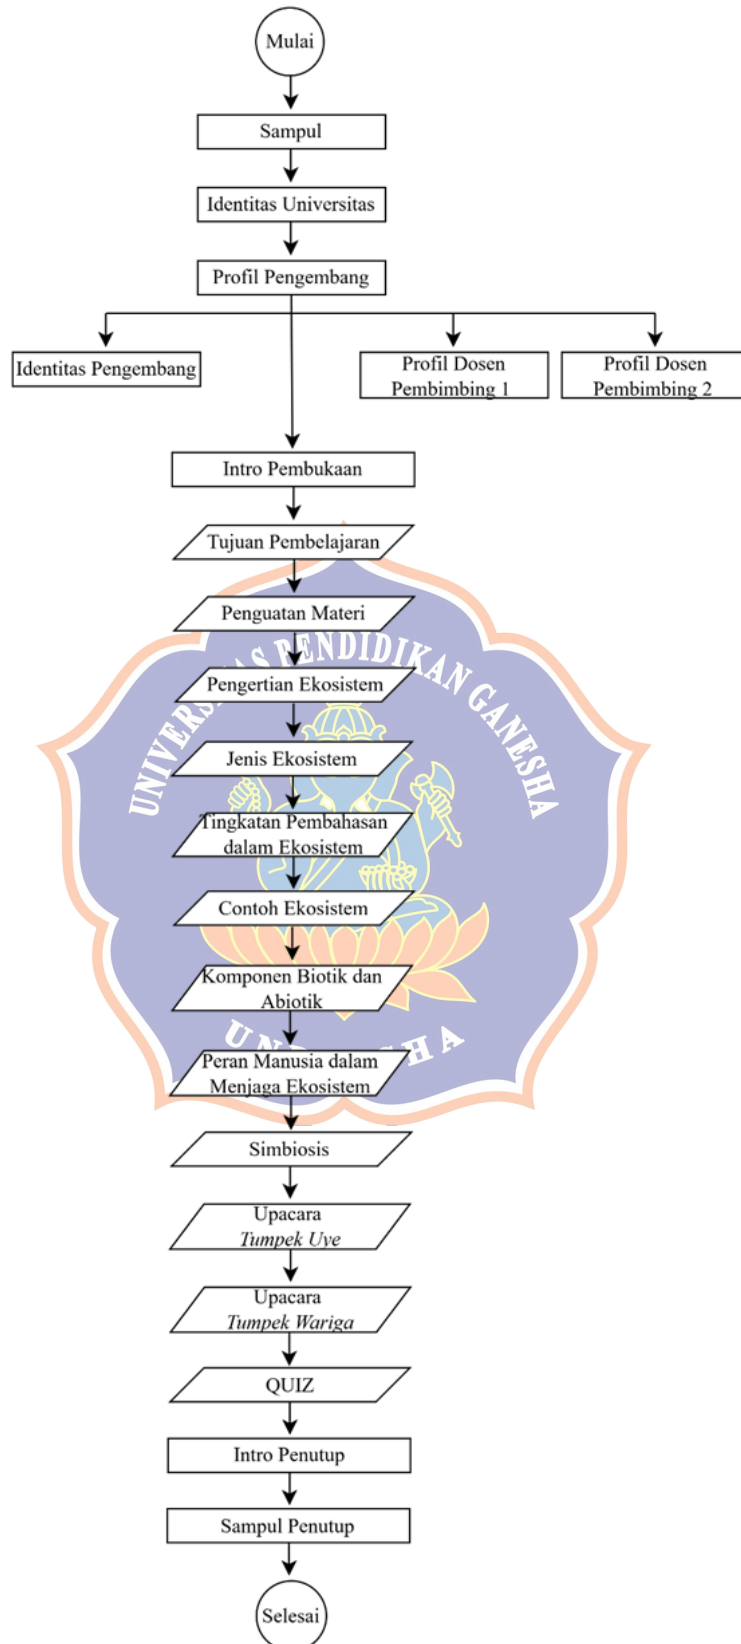 Mulai
Sampul
Identitas Universitas
Profil Pengembang
Identitas Pengembang
Profil Dosen
Pembimbing 1
Profil Dosen
Pembimbing 2
Intro Pembukaan
Tujuan Pembelajaran
Penguatan Materi
UNIVERSITAS PENDIDIKAN GANESHA
Pengertian Ekosistem
Jenis Ekosistem
Tingkatan Pembahasan
dalam Ekosistem
Contoh Ekosistem
Komponen Biotik dan
Abiotik
Peran Manusia dalam
Menjaga Ekosistem
Simbiosis
Upacara
Tumpek Uye
Upacara
Tumpek Wariga
QUIZ
Intro Penutup
Sampul Penutup
Selesai